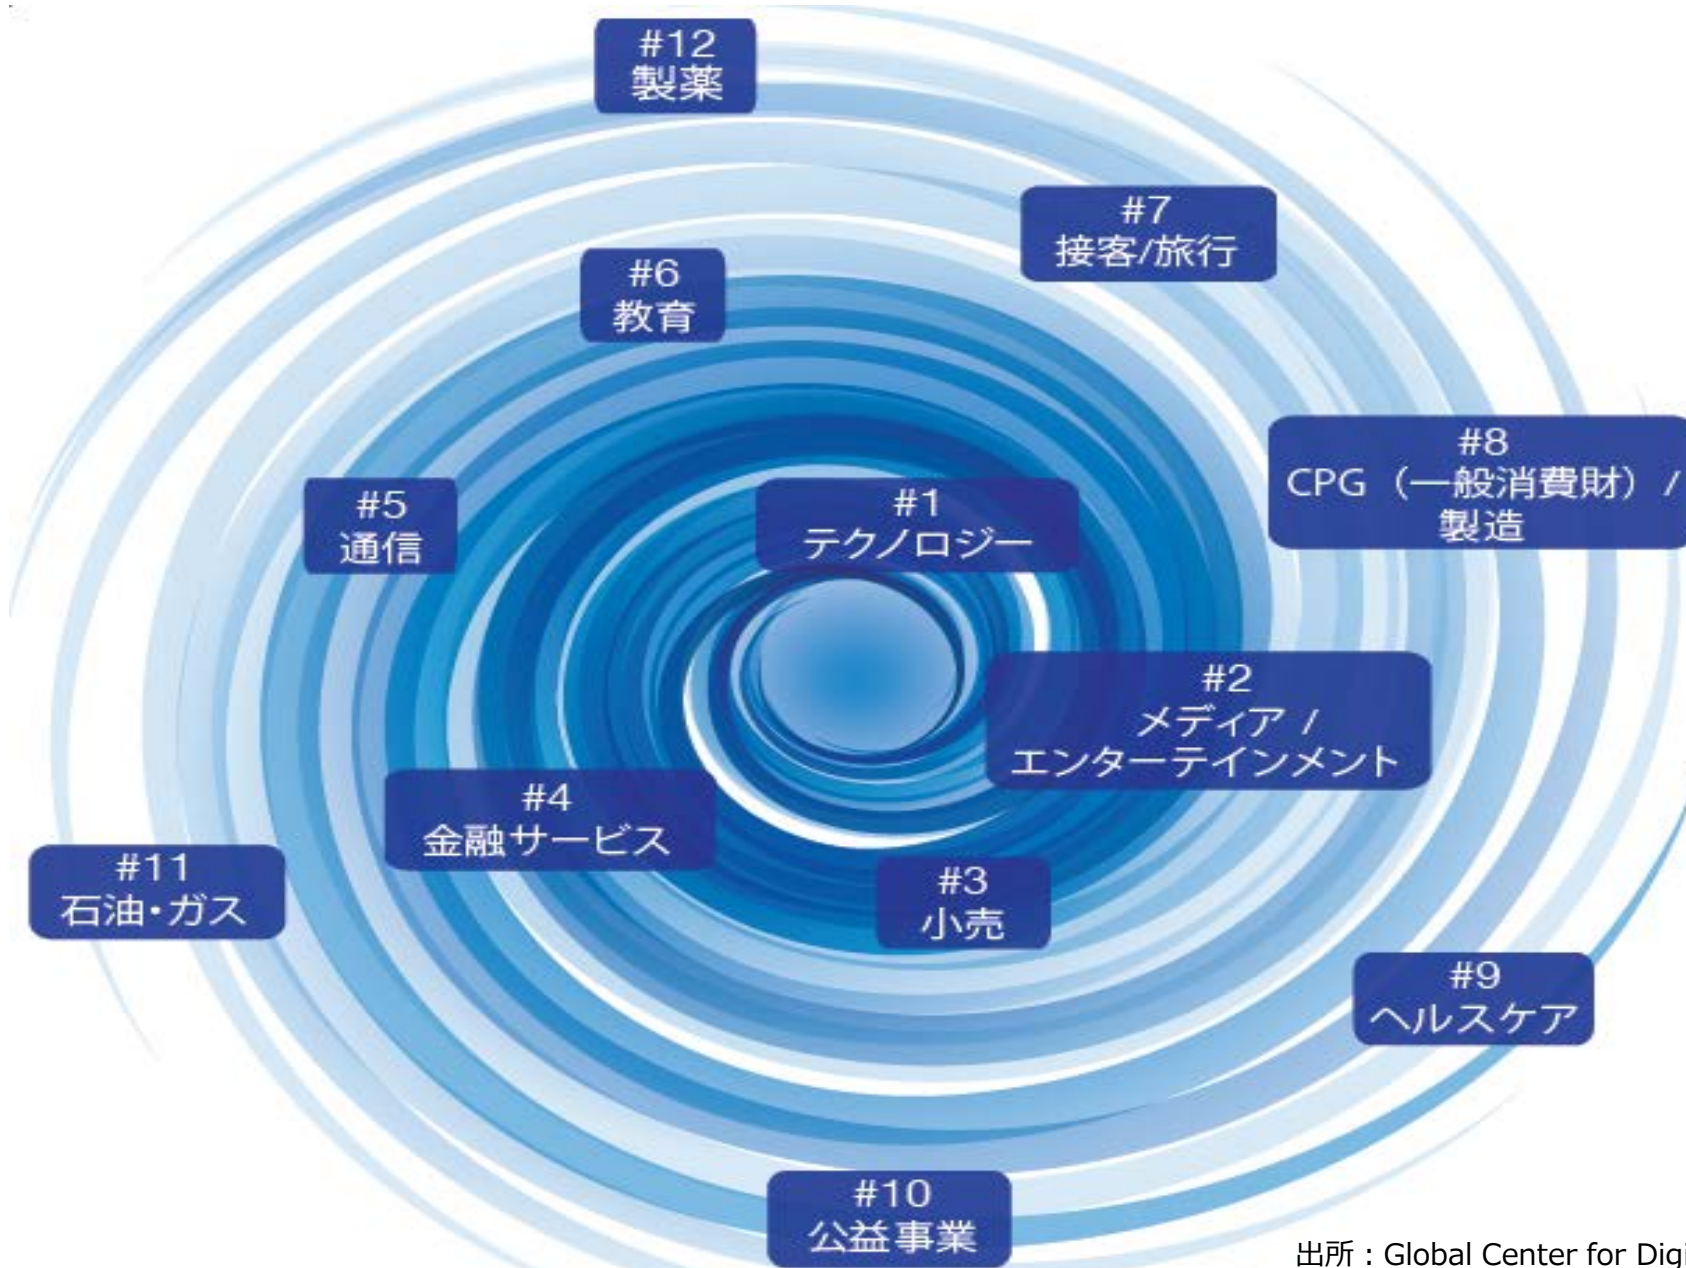 #12
製薬
#7
接客/旅行
#6
教育
#8
CPG（一般消費財）/
製造
#5
通信
#1
テクノロジー
#2
メディア /
エンターテインメント
#4
金融サービス
#11
石油・ガス
#3
小売
#9
ヘルスケア
#10
公益事業
出所：Global Center for Digi